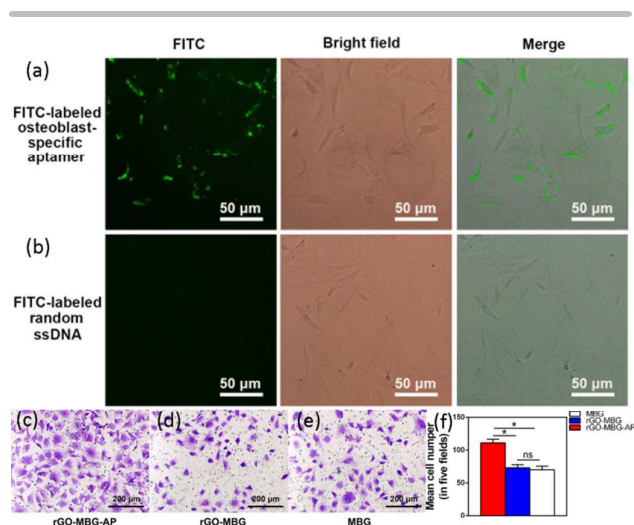 FITC Bright field Merge
(a)
FITC-labeled
osteoblast-
specific
aptamer
50 μm 50 μm 50 μm
(b)
FITC-labeled
random
ssDNA
50 μm 50 μm 50 μm
(c) (d) (e) (f)
200 μm 200 μm 200 μm
rGO-MBG-AP rGO-MBG MBG
Mean cell number
(in five fields)
150
100
50
0
* * ns
MBG
rGO-MBG
rGO-MBG-AP